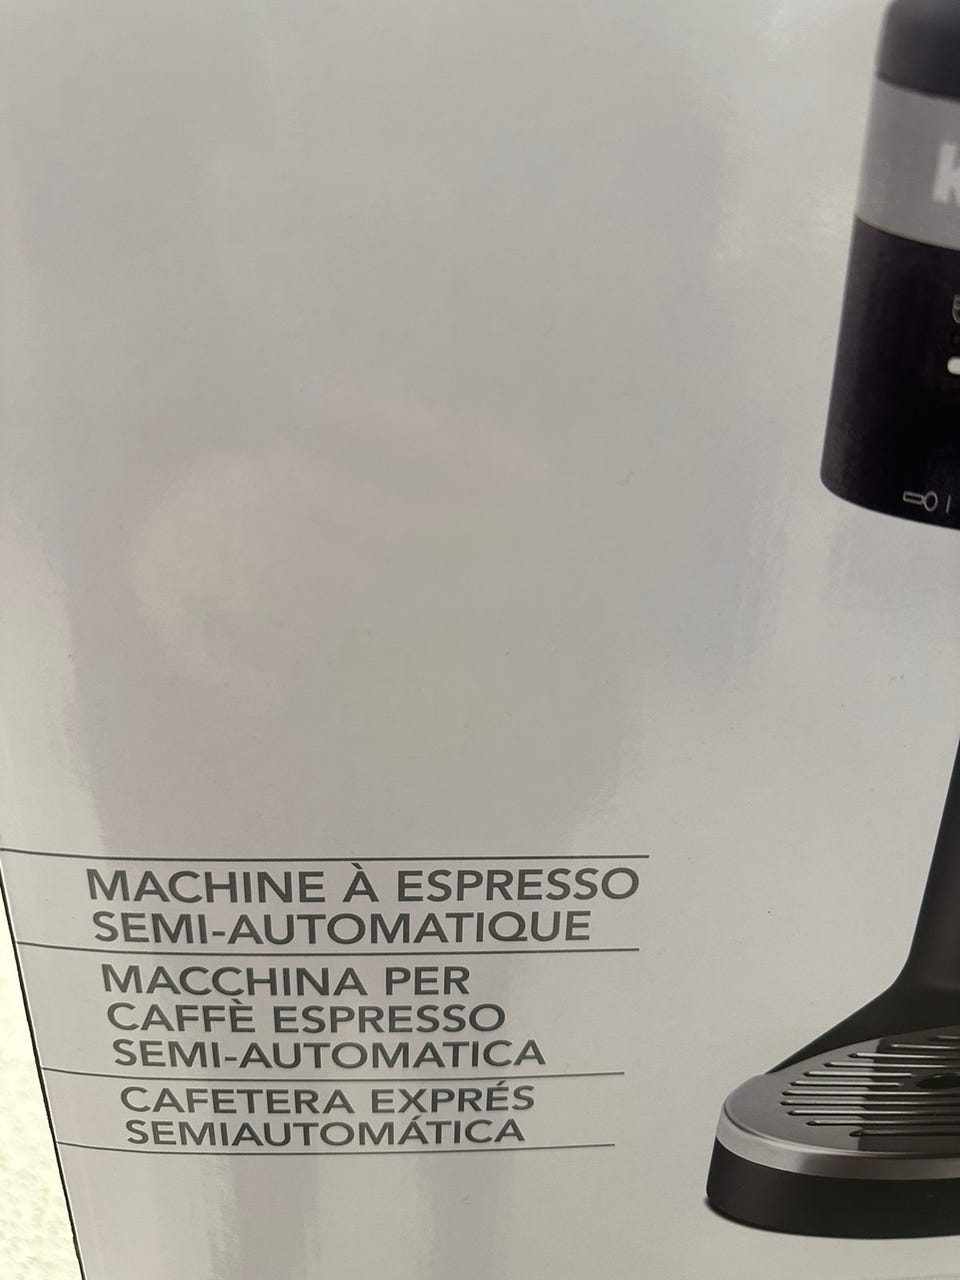 K
MACHINE À ESPRESSO
SEMI-AUTOMATIQUE
MACCHINA PER
CAFFÈ ESPRESSO
SEMI-AUTOMATICA
CAFETERA EXPRÉS
SEMIAUTOMÁTICA